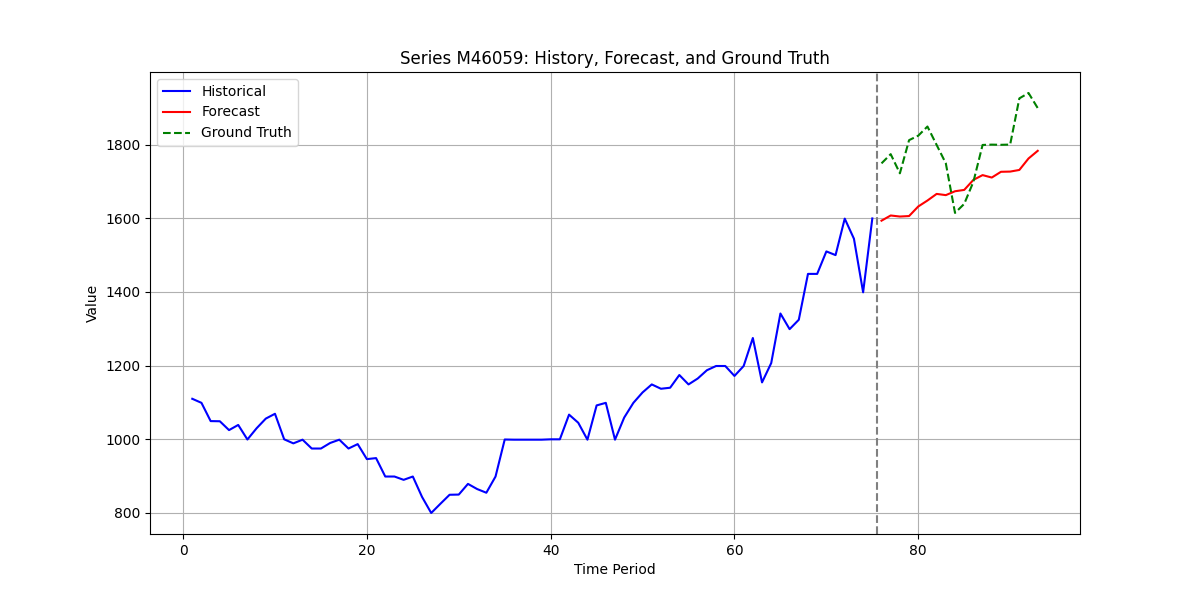 Series M46059: History, Forecast, and Ground Truth
Historical
Forecast
Ground Truth
Value
1800
1600
1400
1200
1000
800
0 20 40 60 80
Time Period